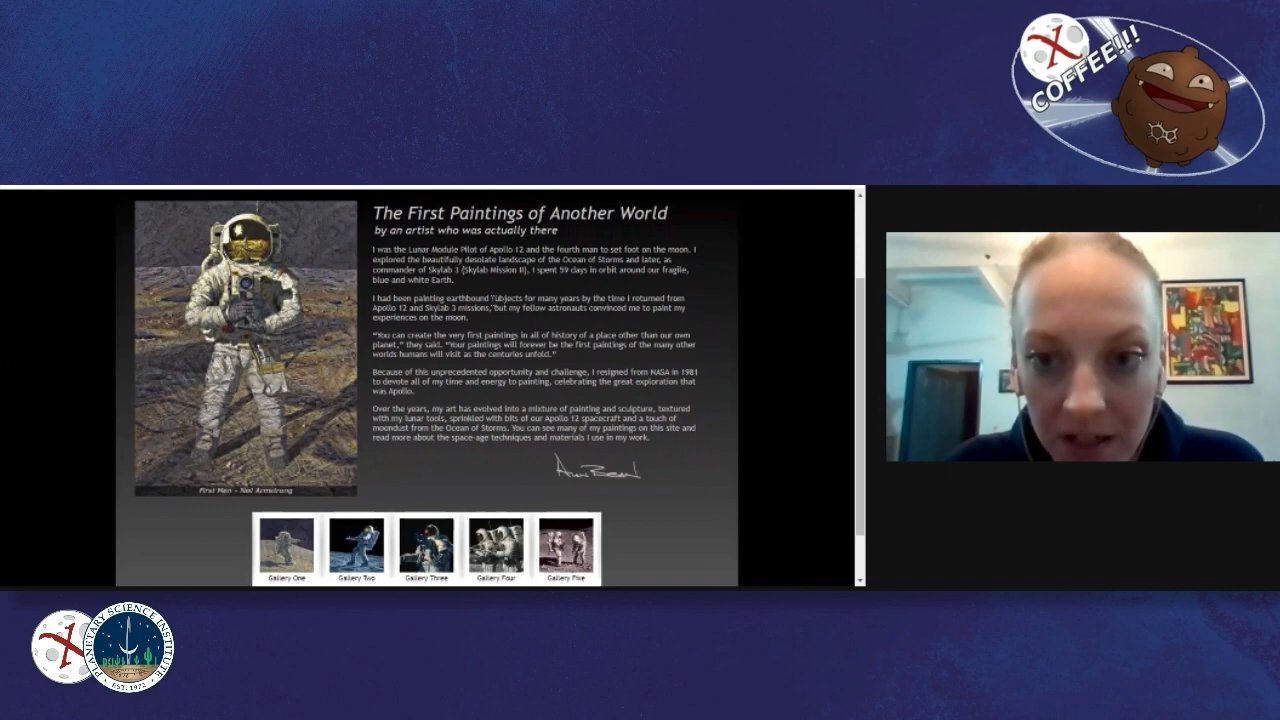 X
COFFEE!!!
The First Paintings of Another World
by an artist who was actually there
I was the Lunar Module Pilot of Apollo 12 and the fourth man to set foot on the moon. I
explored the beautifully desolate landscape of the Ocean of Storms and later, as
commander of Skylab 3 (Skylab Mission II), I spent 59 days in orbit around our fragile,
blue-and-white Earth.
I had been painting earthbound subjects for many years by the time I returned from
Apollo 12 and Skylab 3 missions, but my fellow astronauts convinced me to paint my
experiences on the moon.
"You can create the very first paintings in all of history of a place other than our own
planet," they said. "Your paintings will forever be the first paintings of the many other
worlds humans will visit as the centuries unfold."
Because of this unprecedented opportunity and challenge, I resigned from NASA in 1981
to devote all of my time and energy to painting, celebrating the great exploration that
was Apollo.
Over the years, my art has evolved into a mixture of painting and sculpture, textured
with my lunar tools, sprinkled with bits of our Apollo 12 spacecraft and a touch of
moondust from the Ocean of Storms. You can see many of my paintings on this site and
read more about the space-age techniques and materials I use in my work.
Alan Bean
First Men - Neil Armstrong
Gallery One
Gallery Two
Gallery Three
Gallery Four
Gallery Five
X
PLANETARY SCIENCE INSTITUTE
EST. 1972